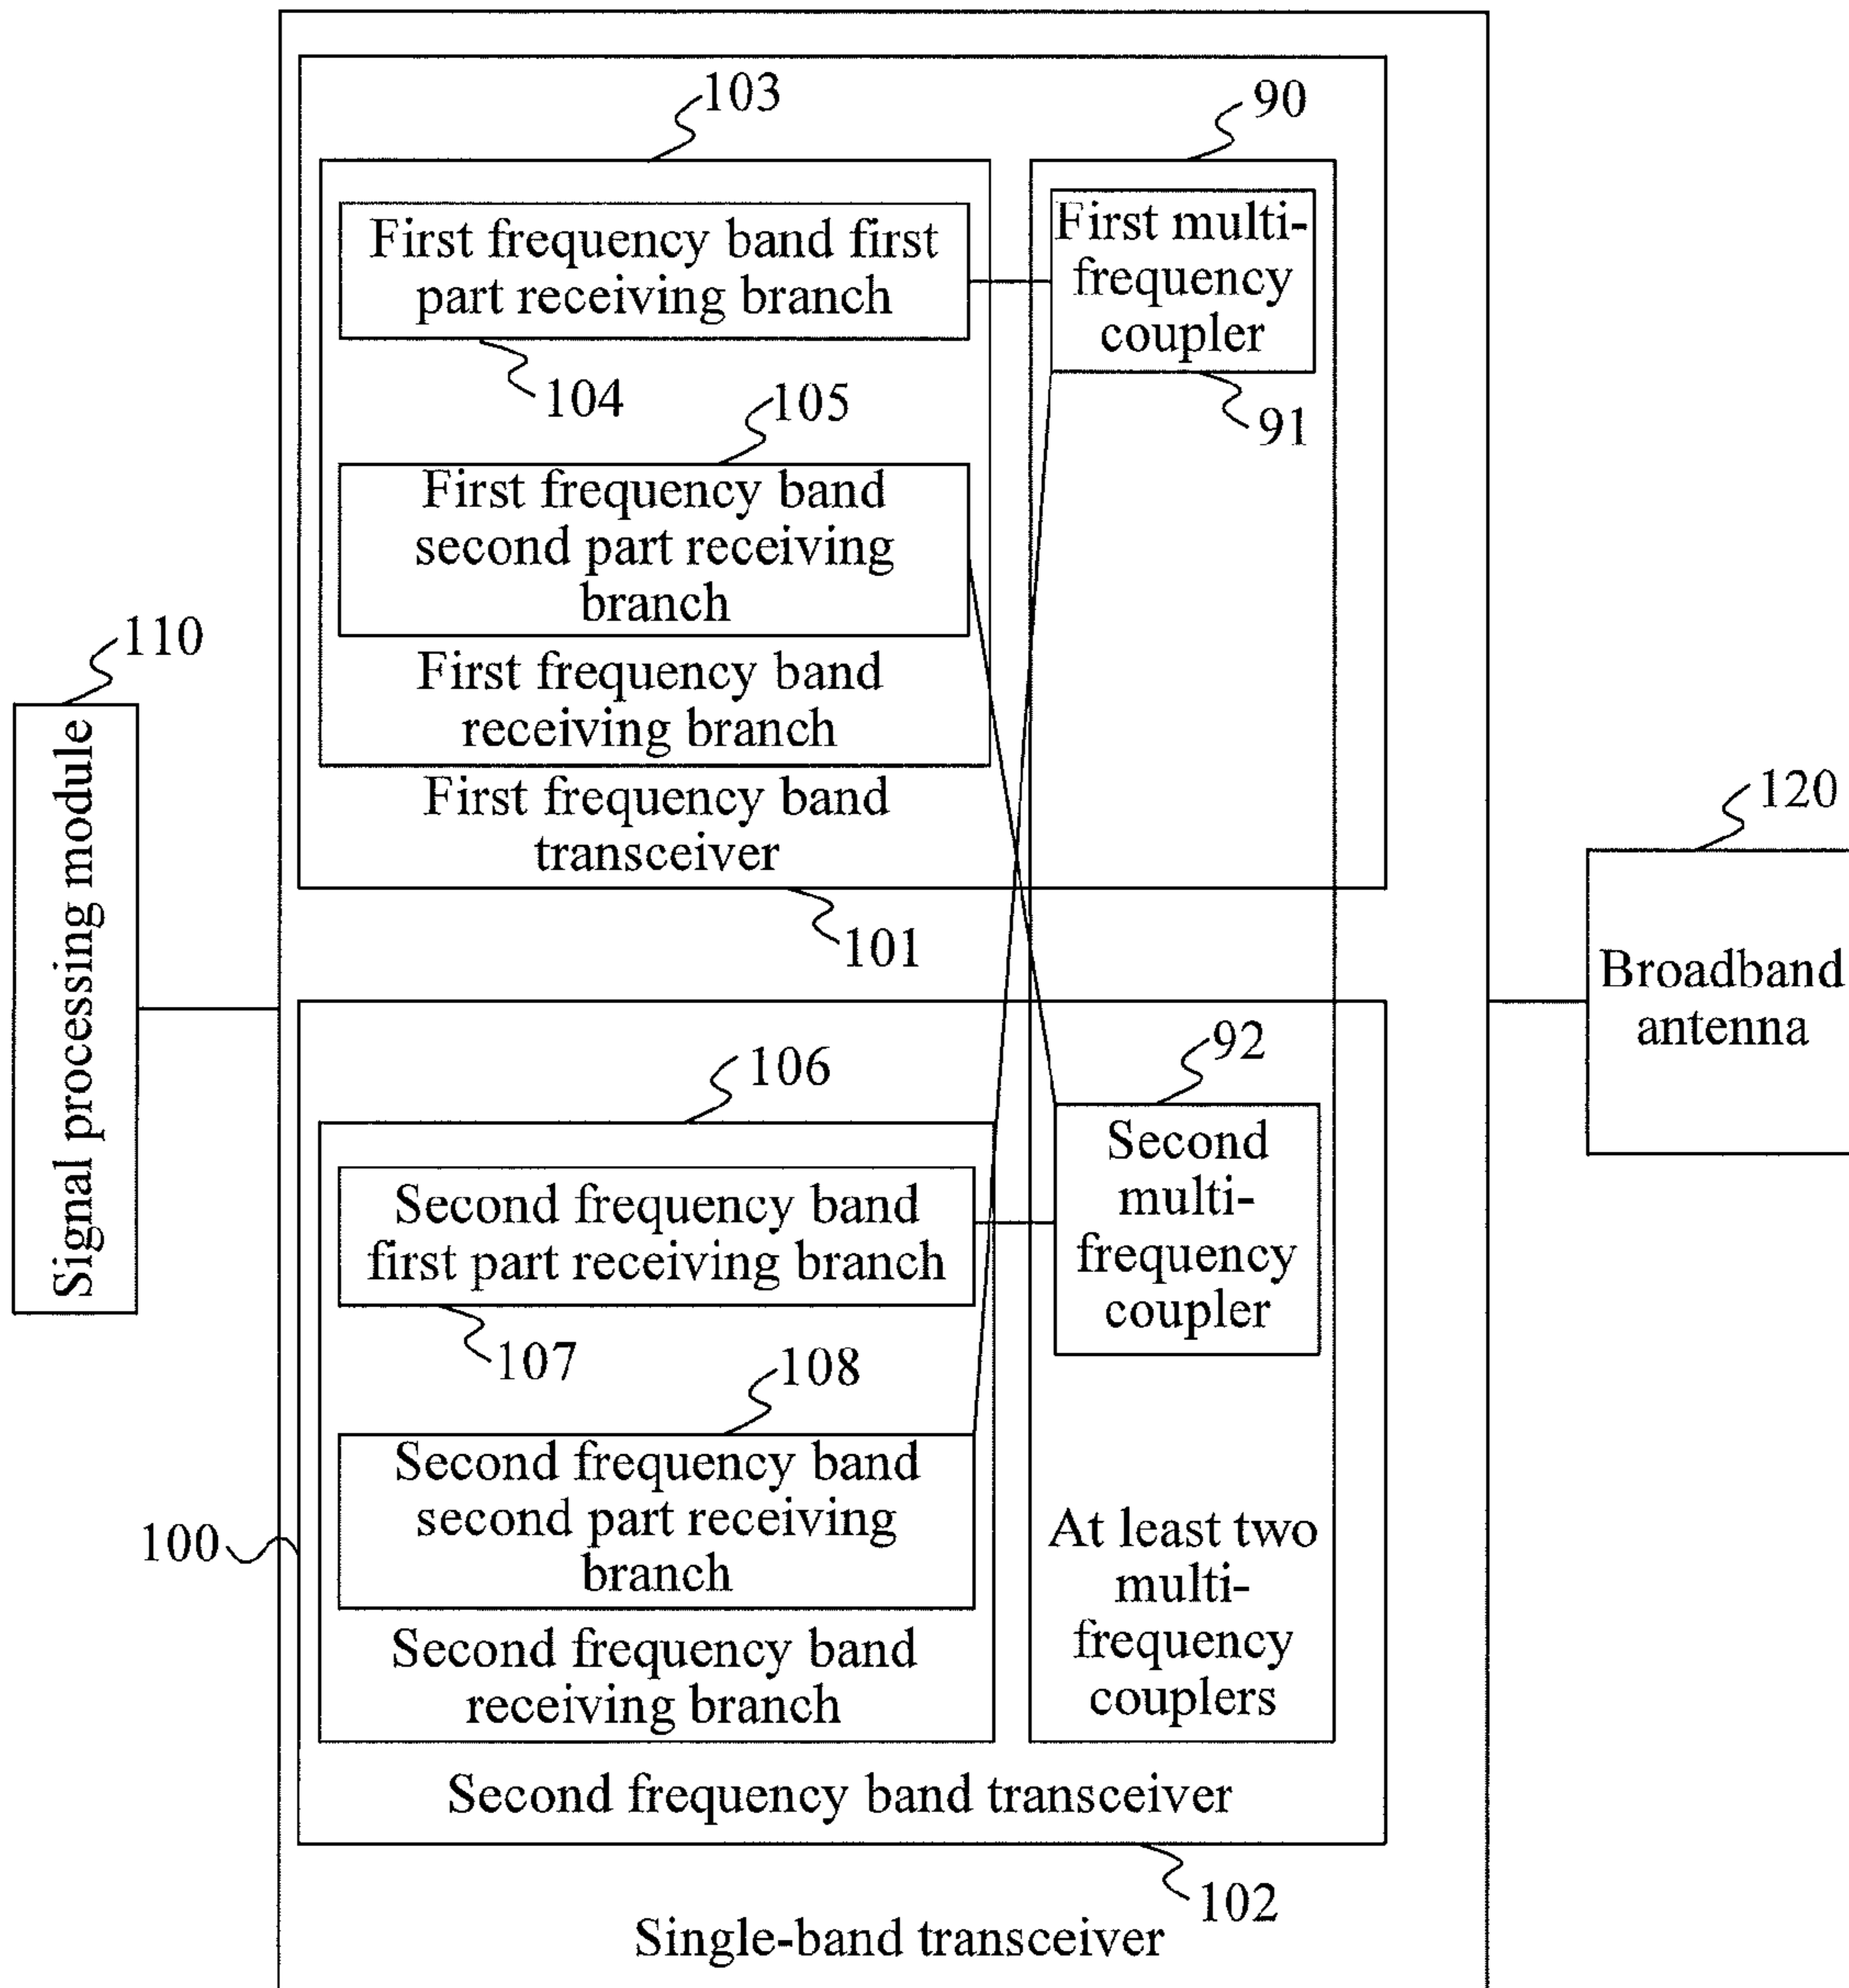 103
90
First frequency band first
part receiving branch
First multi-
frequency
coupler
104
105
91
First frequency band
second part receiving
branch
First frequency band
receiving branch
First frequency band
transceiver
101
110
Signal processing module
120
Broadband
antenna
106
92
Second frequency band
first part receiving branch
Second
multi-
frequency
coupler
107
108
Second frequency band
second part receiving
branch
100
At least two
multi-
frequency
couplers
Second frequency band
receiving branch
Second frequency band transceiver
102
Single-band transceiver